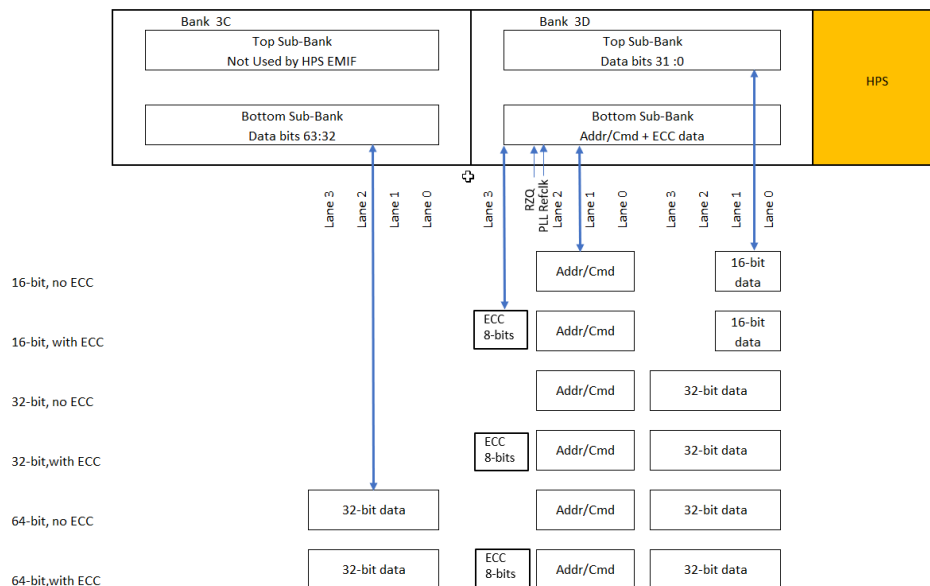 Bank 3C
Bank 3D
Top Sub-Bank
Not Used by HPS EMIF
Top Sub-Bank
Data bits 31 :0
HPS
Bottom Sub-Bank
Data bits 63:32
Bottom Sub-Bank
Addr/Cmd + ECC data
Lane 3
Lane 2
Lane 1
Lane 0
Lane 3
RZQ
PLL Refclk
Lane 2
Lane 1
Lane 0
Lane 3
Lane 2
Lane 1
Lane 0
16-bit, no ECC
Addr/Cmd
16-bit
data
16-bit, with ECC
ECC
8-bits
Addr/Cmd
16-bit
data
32-bit, no ECC
Addr/Cmd
32-bit data
32-bit,with ECC
ECC
8-bits
Addr/Cmd
32-bit data
64-bit, no ECC
32-bit data
Addr/Cmd
32-bit data
64-bit,with ECC
32-bit data
ECC
8-bits
Addr/Cmd
32-bit data